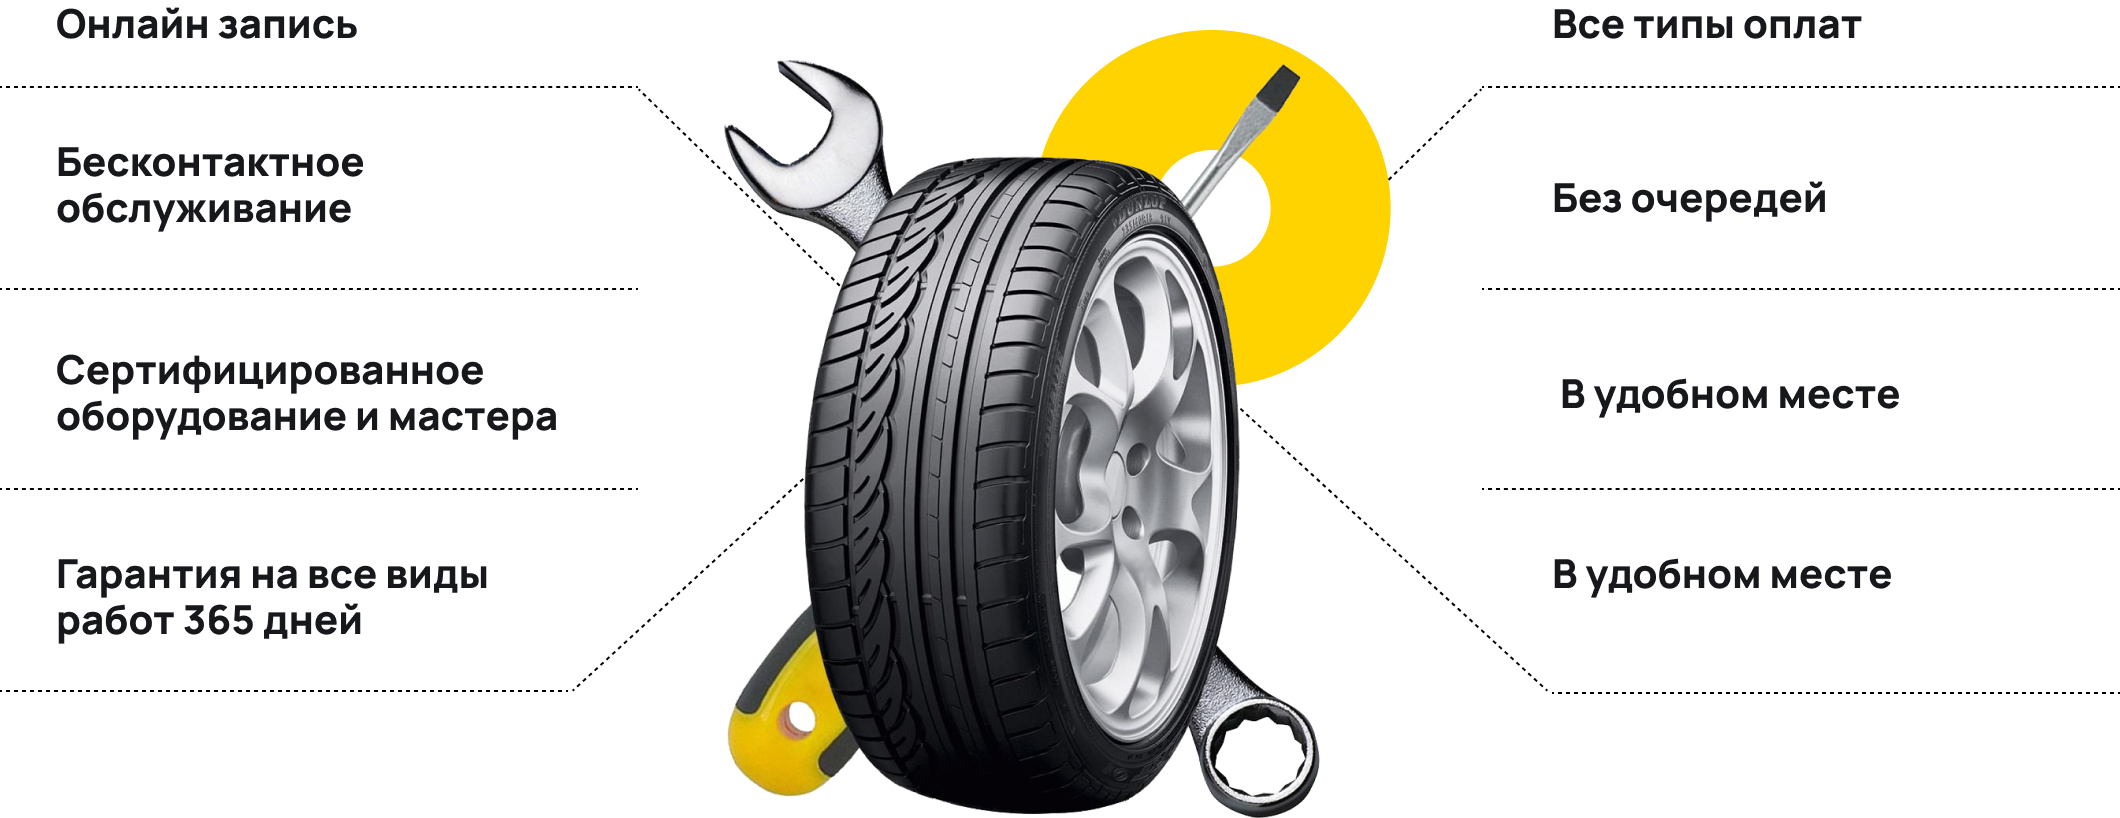 Онлайн запись
Бесконтактное
обслуживание
Сертифицированное
оборудование и мастера
Гарантия на все виды
работ 365 дней
Все типы оплат
Без очередей
В удобном месте
В удобном месте